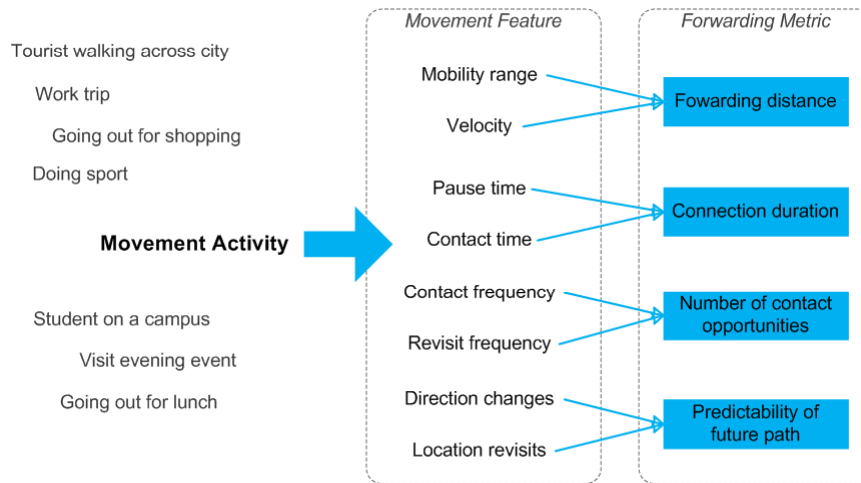 Movement Feature
Forwarding Metric
Tourist walking across city
Work trip
Going out for shopping
Doing sport
Movement Activity
Student on a campus
Visit evening event
Going out for lunch
Mobility range
Velocity
Pause time
Contact time
Contact frequency
Revisit frequency
Direction changes
Location revisits
Fowarding distance
Connection duration
Number of contact
opportunities
Predictability of
future path